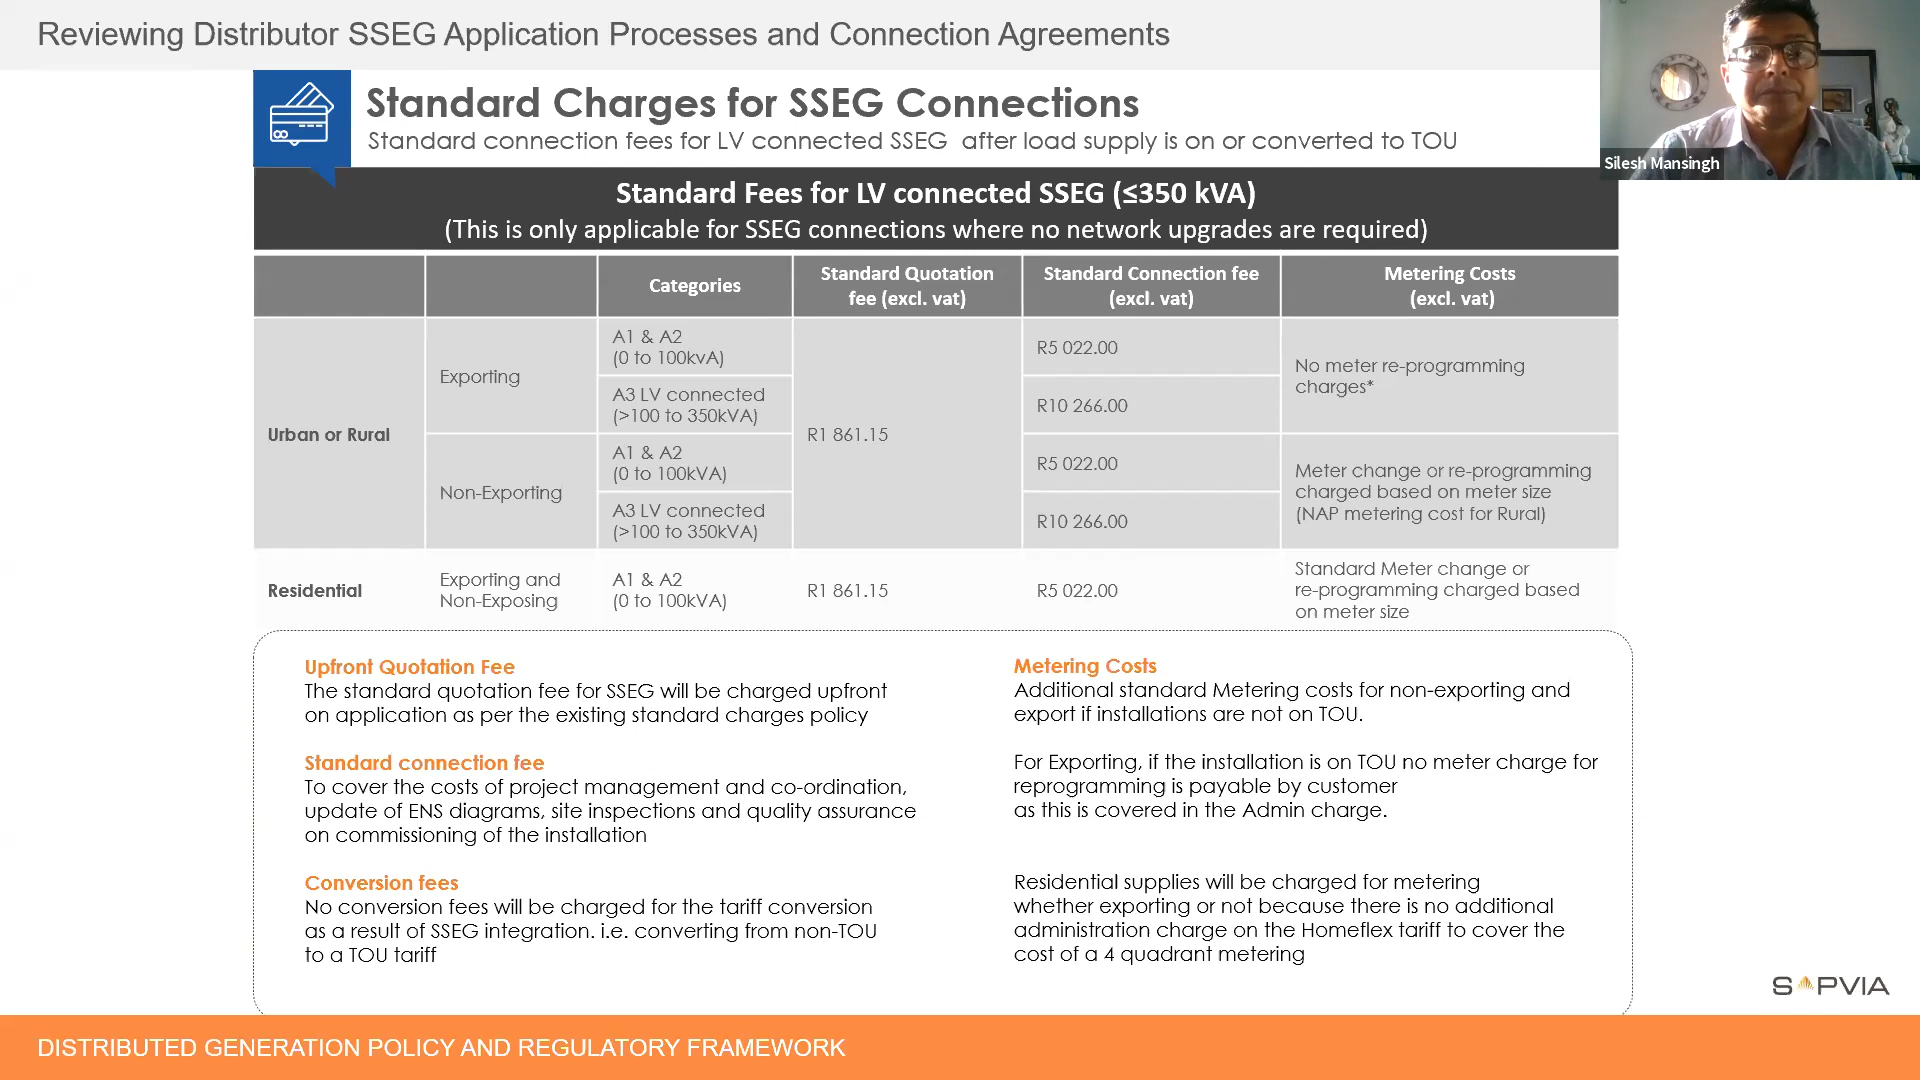 Reviewing Distributor SSEG Application Processes and Connection Agreements
Standard Charges for SSEG Connections
Standard connection fees for LV connected SSEG after load supply is on or converted to TOU
Silesh Mansingh
Standard Fees for LV connected SSEG (≤350 kVA)
(This is only applicable for SSEG connections where no network upgrades are required)
Categories
Standard Quotation
fee (excl. vat)
Standard Connection fee
(excl. vat)
Metering Costs
(excl. vat)
Urban or Rural
Exporting
A1 & A2
(0 to 100kvA)
R1 861.15
R5 022.00
No meter re-programming
charges*
A3 LV connected
(>100 to 350kVA)
R10 266.00
Non-Exporting
A1 & A2
(0 to 100kVA)
R5 022.00
Meter change or re-programming
charged based on meter size
(NAP metering cost for Rural)
A3 LV connected
(>100 to 350kVA)
R10 266.00
Residential
Exporting and
Non-Exposing
A1 & A2
(0 to 100kVA)
R1 861.15
R5 022.00
Standard Meter change or
re-programming charged based
on meter size
Upfront Quotation Fee
The standard quotation fee for SSEG will be charged upfront
on application as per the existing standard charges policy
Standard connection fee
To cover the costs of project management and co-ordination,
update of ENS diagrams, site inspections and quality assurance
on commissioning of the installation
Conversion fees
No conversion fees will be charged for the tariff conversion
as a result of SSEG integration. i.e. converting from non-TOU
to a TOU tariff
Metering Costs
Additional standard Metering costs for non-exporting and
export if installations are not on TOU.
For Exporting, if the installation is on TOU no meter charge for
reprogramming is payable by customer
as this is covered in the Admin charge.
Residential supplies will be charged for metering
whether exporting or not because there is no additional
administration charge on the Homeflex tariff to cover the
cost of a 4 quadrant metering
SAPVIA
DISTRIBUTED GENERATION POLICY AND REGULATORY FRAMEWORK